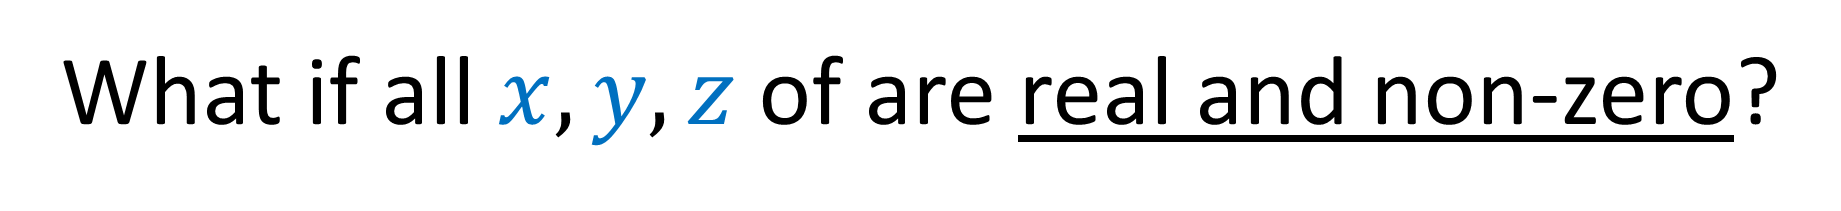 What if all x, y, z of are real and non-zero?